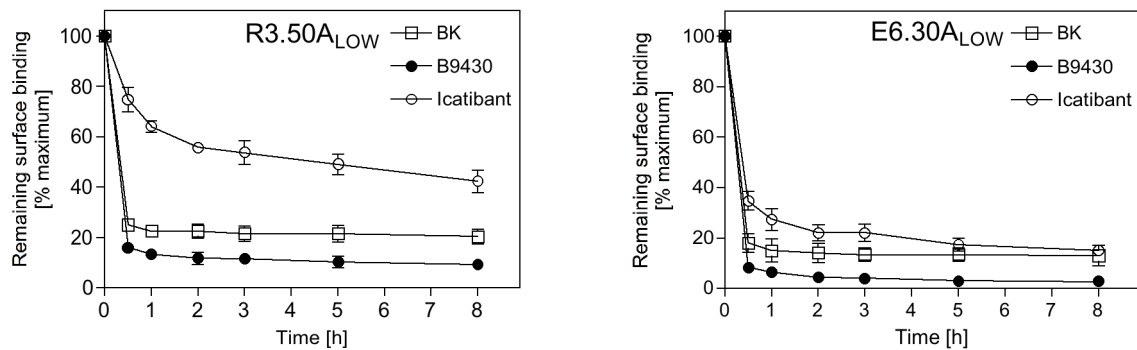 Remaining surface binding
[% maximum]
100
80
60
40
20
0
R3.50A_LOW
BK
B9430
Icatibant
0 1 2 3 4 5 6 7 8
Time [h]
Remaining surface binding
[% maximum]
100
80
60
40
20
0
E6.30A_LOW
BK
B9430
Icatibant
0 1 2 3 4 5 6 7 8
Time [h]